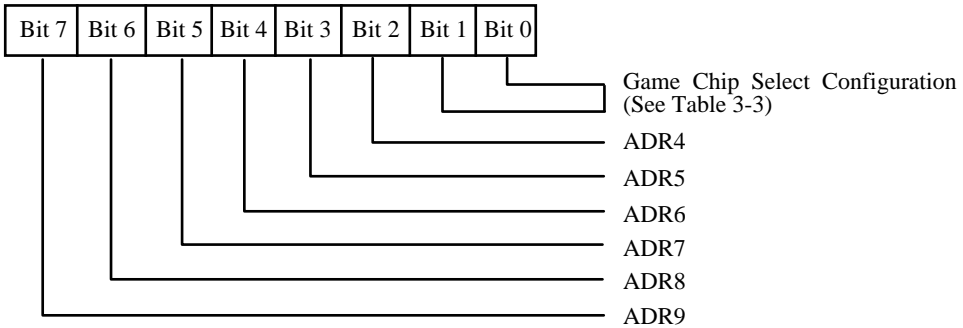 Bit 7 Bit 6 Bit 5 Bit 4 Bit 3 Bit 2 Bit 1 Bit 0
Game Chip Select Configuration
(See Table 3-3)
ADR4
ADR5
ADR6
ADR7
ADR8
ADR9